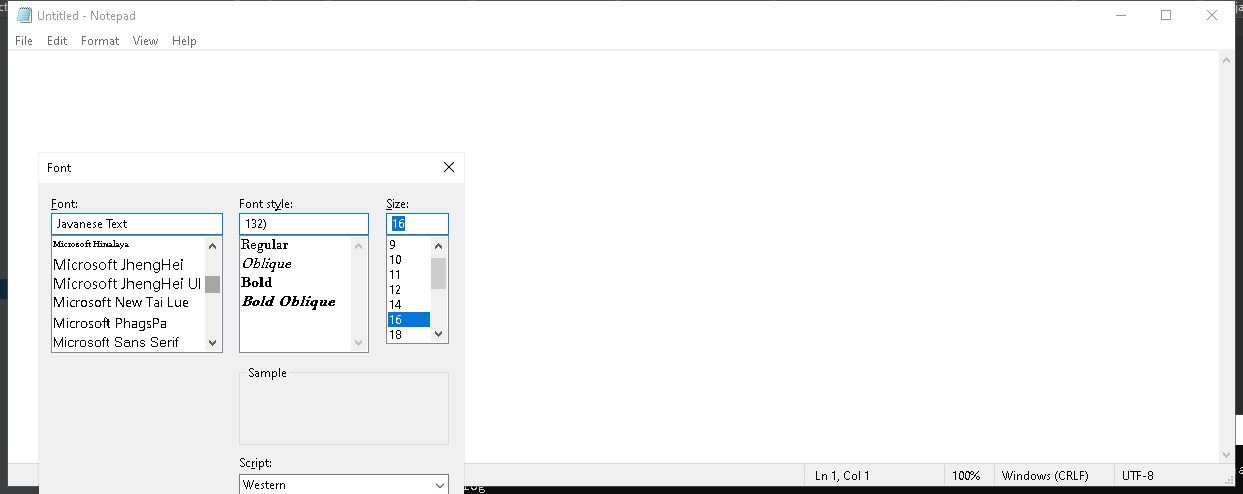 Untitled - Notepad
File Edit Format View Help
Font
Font: Font style: Size:
Javanese Text 132) 16
Microsoft Himalaya
Microsoft JhengHei
Microsoft JhengHei UI
Microsoft New Tai Lue
Microsoft PhagsPa
Microsoft Sans Serif
Regular
Oblique
Bold
Bold Oblique
9
10
11
12
14
16
18
Sample
Script:
Western
Ln 1, Col 1 100% Windows (CRLF) UTF-8